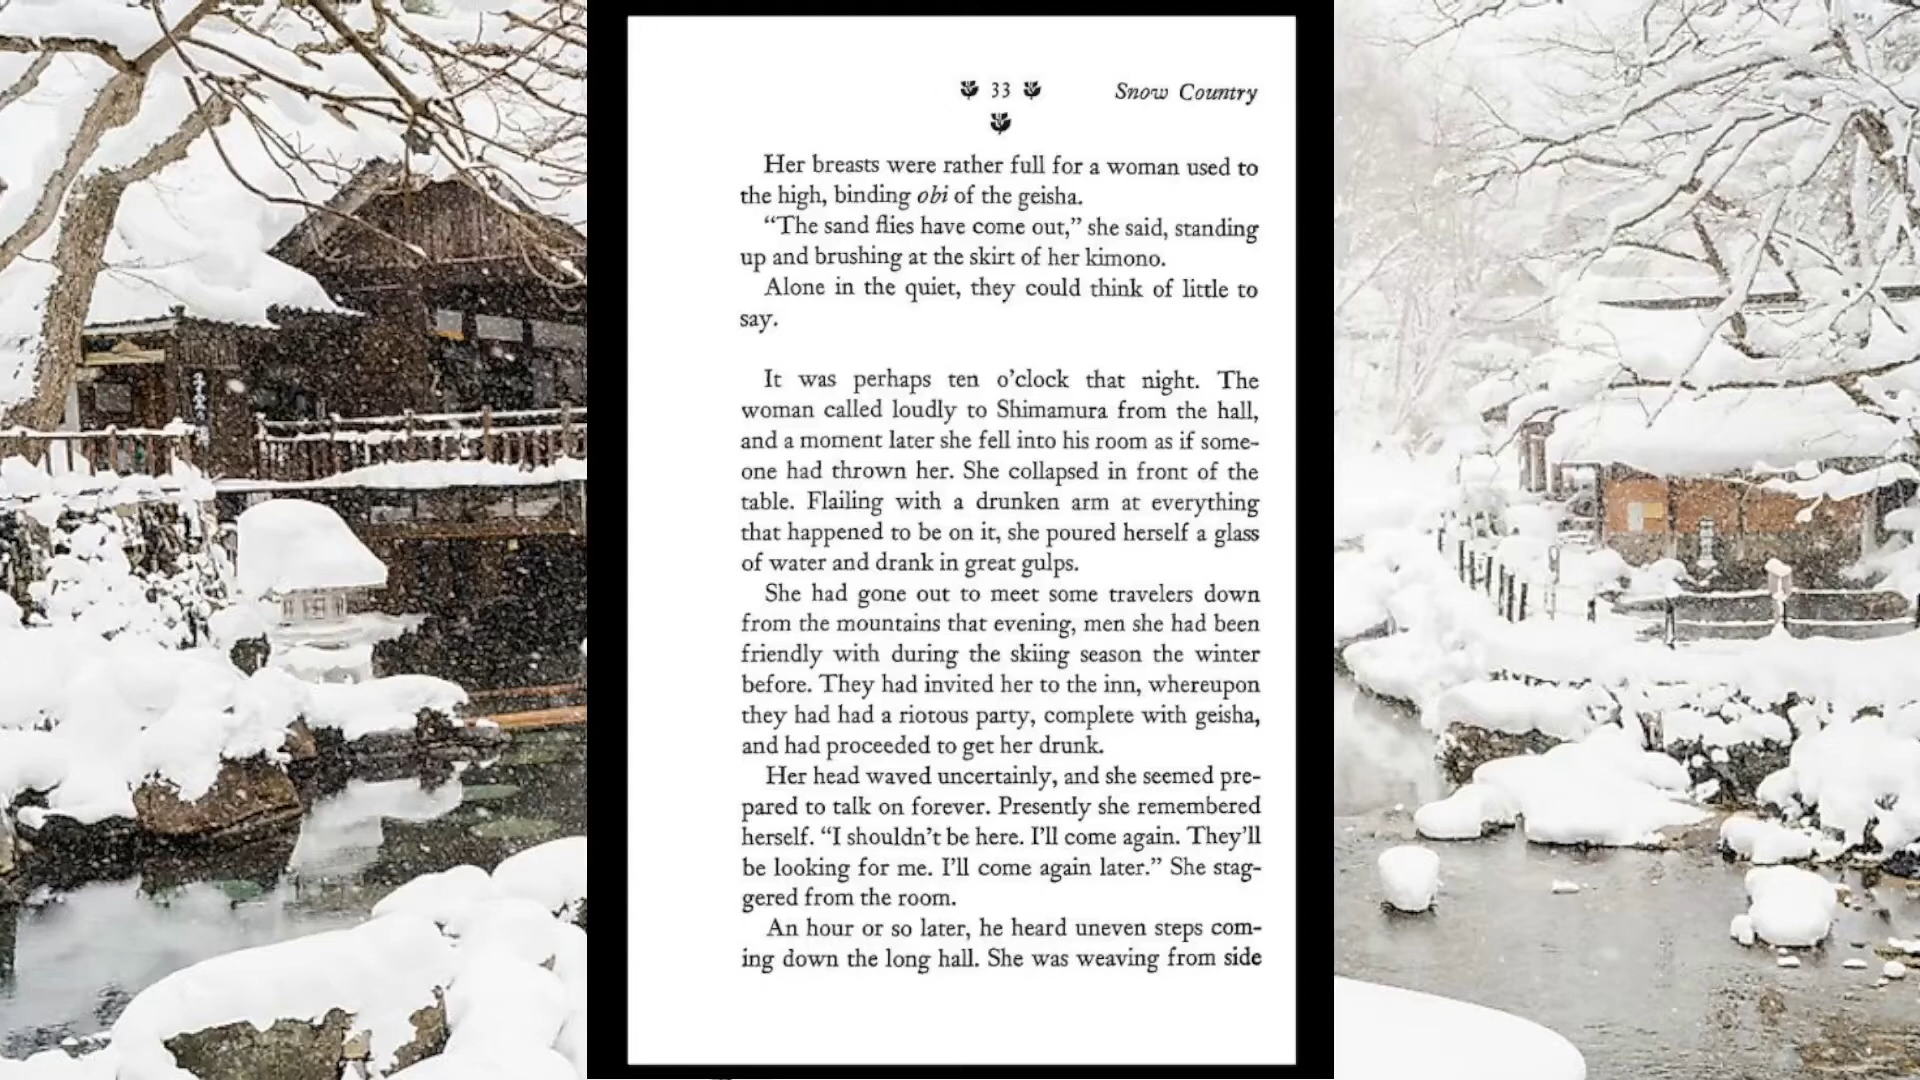 33 Snow Country
Her breasts were rather full for a woman used to
the high, binding obi of the geisha.
“The sand flies have come out,” she said, standing
up and brushing at the skirt of her kimono.
Alone in the quiet, they could think of little to
say.
It was perhaps ten o’clock that night. The
woman called loudly to Shimamura from the hall,
and a moment later she fell into his room as if some-
one had thrown her. She collapsed in front of the
table. Flailing with a drunken arm at everything
that happened to be on it, she poured herself a glass
of water and drank in great gulps.
She had gone out to meet some travelers down
from the mountains that evening, men she had been
friendly with during the skiing season the winter
before. They had invited her to the inn, whereupon
they had had a riotous party, complete with geisha,
and had proceeded to get her drunk.
Her head waved uncertainly, and she seemed pre-
pared to talk on forever. Presently she remembered
herself. “I shouldn’t be here. I’ll come again. They’ll
be looking for me. I’ll come again later.” She stag-
gered from the room.
An hour or so later, he heard uneven steps com-
ing down the long hall. She was weaving from side